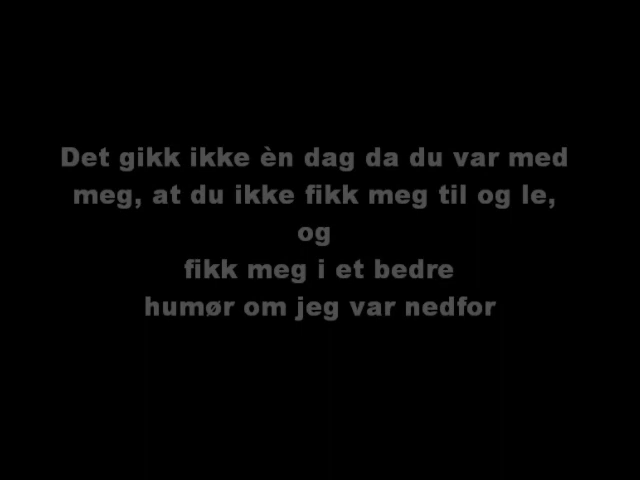 Det gikk ikke èn dag da du var med
meg, at du ikke fikk meg til og le,
og
fikk meg i et bedre
humør om jeg var nedfor